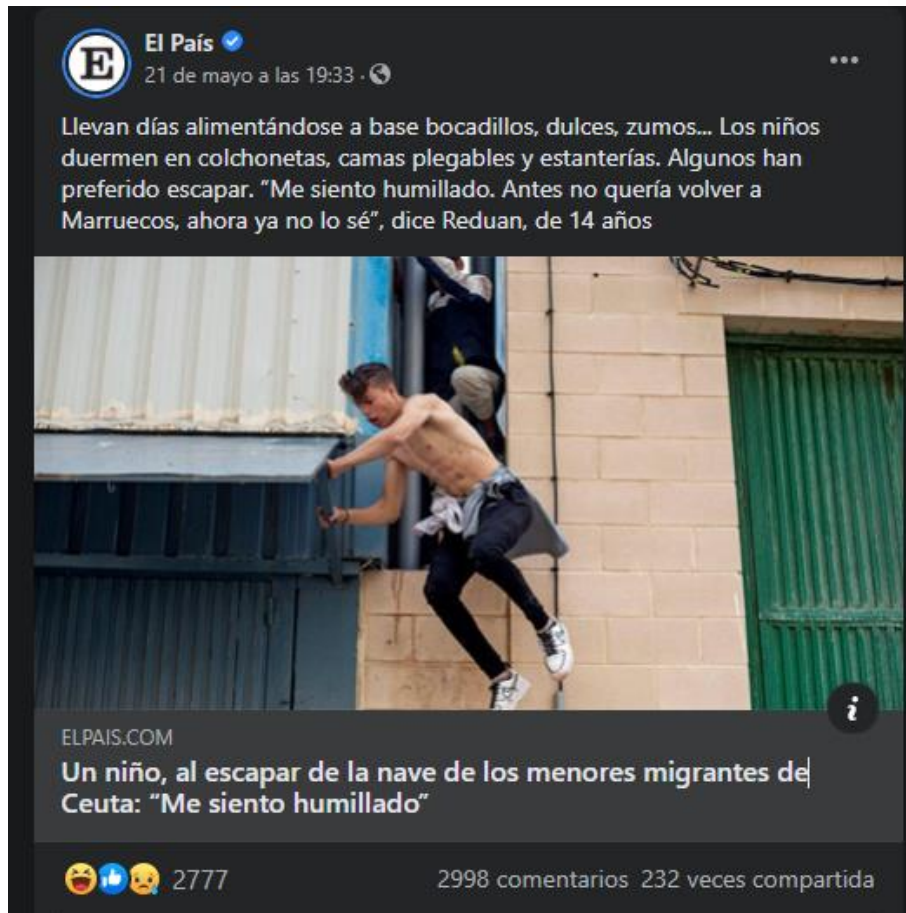 El País
21 de mayo a las 19:33 ·
Llevan días alimentándose a base bocadillos, dulces, zumos... Los niños
duermen en colchonetas, camas plegables y estanterías. Algunos han
preferido escapar. "Me siento humillado. Antes no quería volver a
Marruecos, ahora ya no lo sé", dice Reduan, de 14 años
ELPAIS.COM
Un niño, al escapar de la nave de los menores migrantes de
Ceuta: "Me siento humillado"
2777 2998 comentarios 232 veces compartida